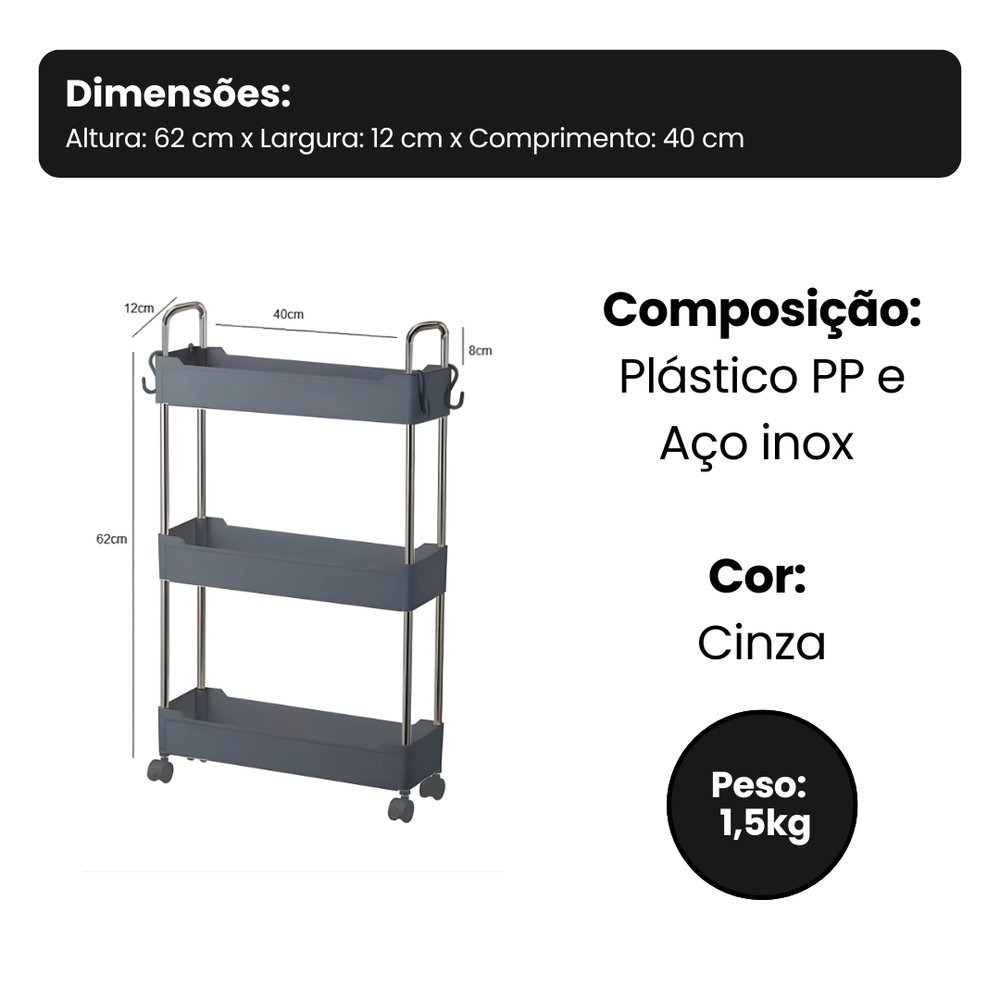 Dimensões:
Altura: 62 cm x Largura: 12 cm x Comprimento: 40 cm
12cm
40cm
8cm
62cm
Composição:
Plástico PP e
Aço inox
Cor:
Cinza
Peso:
1,5kg